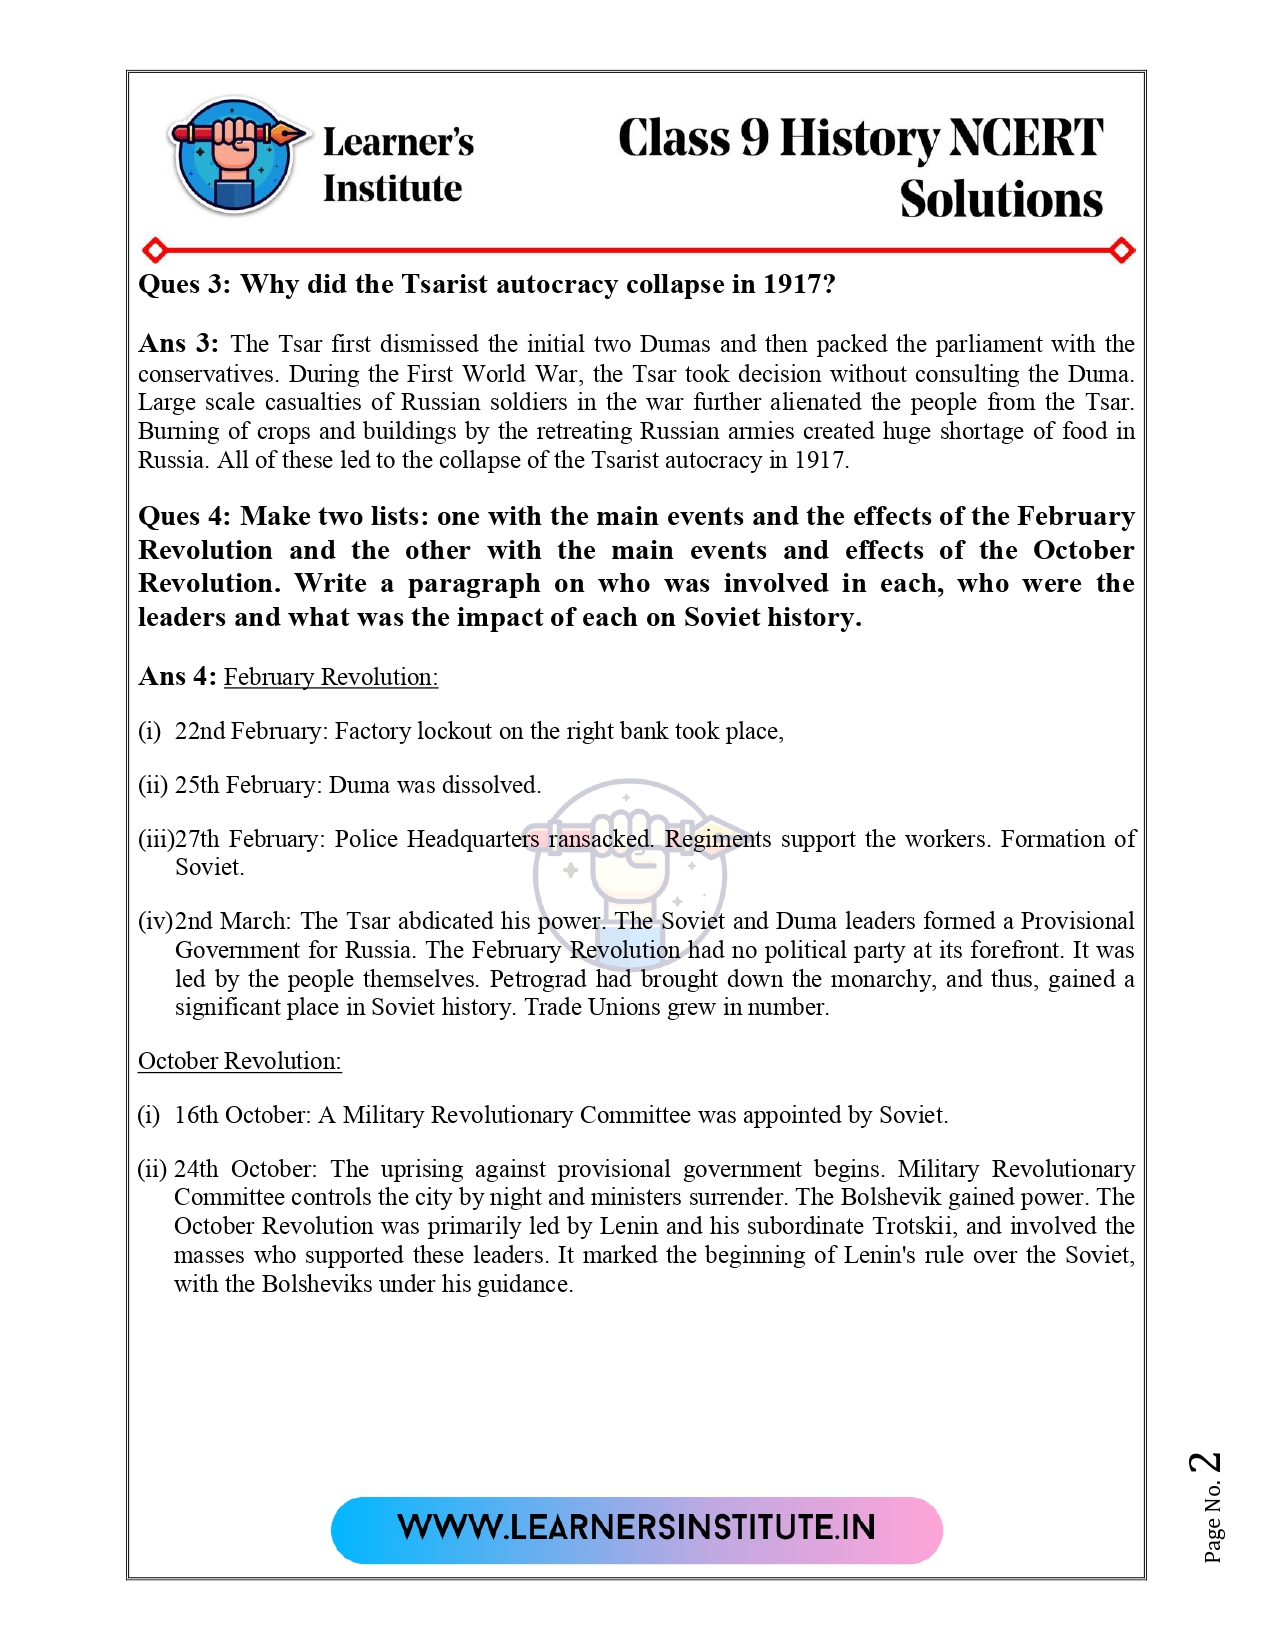 Learner's
Institute
Class 9 History NCERT
Solutions
Ques 3: Why did the Tsarist autocracy collapse in 1917?
Ans 3: The Tsar first dismissed the initial two Dumas and then packed the parliament with the
conservatives. During the First World War, the Tsar took decision without consulting the Duma.
Large scale casualties of Russian soldiers in the war further alienated the people from the Tsar.
Burning of crops and buildings by the retreating Russian armies created huge shortage of food in
Russia. All of these led to the collapse of the Tsarist autocracy in 1917.
Ques 4: Make two lists: one with the main events and the effects of the February
Revolution and the other with the main events and effects of the October
Revolution. Write a paragraph on who was involved in each, who were the
leaders and what was the impact of each on Soviet history.
Ans 4: February Revolution:
(i) 22nd February: Factory lockout on the right bank took place,
(ii) 25th February: Duma was dissolved.
(iii)27th February: Police Headquarters ransacked. Regiments support the workers. Formation of
Soviet.
(iv)2nd March: The Tsar abdicated his power. The Soviet and Duma leaders formed a Provisional
Government for Russia. The February Revolution had no political party at its forefront. It was
led by the people themselves. Petrograd had brought down the monarchy, and thus, gained a
significant place in Soviet history. Trade Unions grew in number.
October Revolution:
(i) 16th October: A Military Revolutionary Committee was appointed by Soviet.
(ii) 24th October: The uprising against provisional government begins. Military Revolutionary
Committee controls the city by night and ministers surrender. The Bolshevik gained power. The
October Revolution was primarily led by Lenin and his subordinate Trotskii, and involved the
masses who supported these leaders. It marked the beginning of Lenin's rule over the Soviet,
with the Bolsheviks under his guidance.
WWW.LEARNERSINSTITUTE.IN
Page No. 2